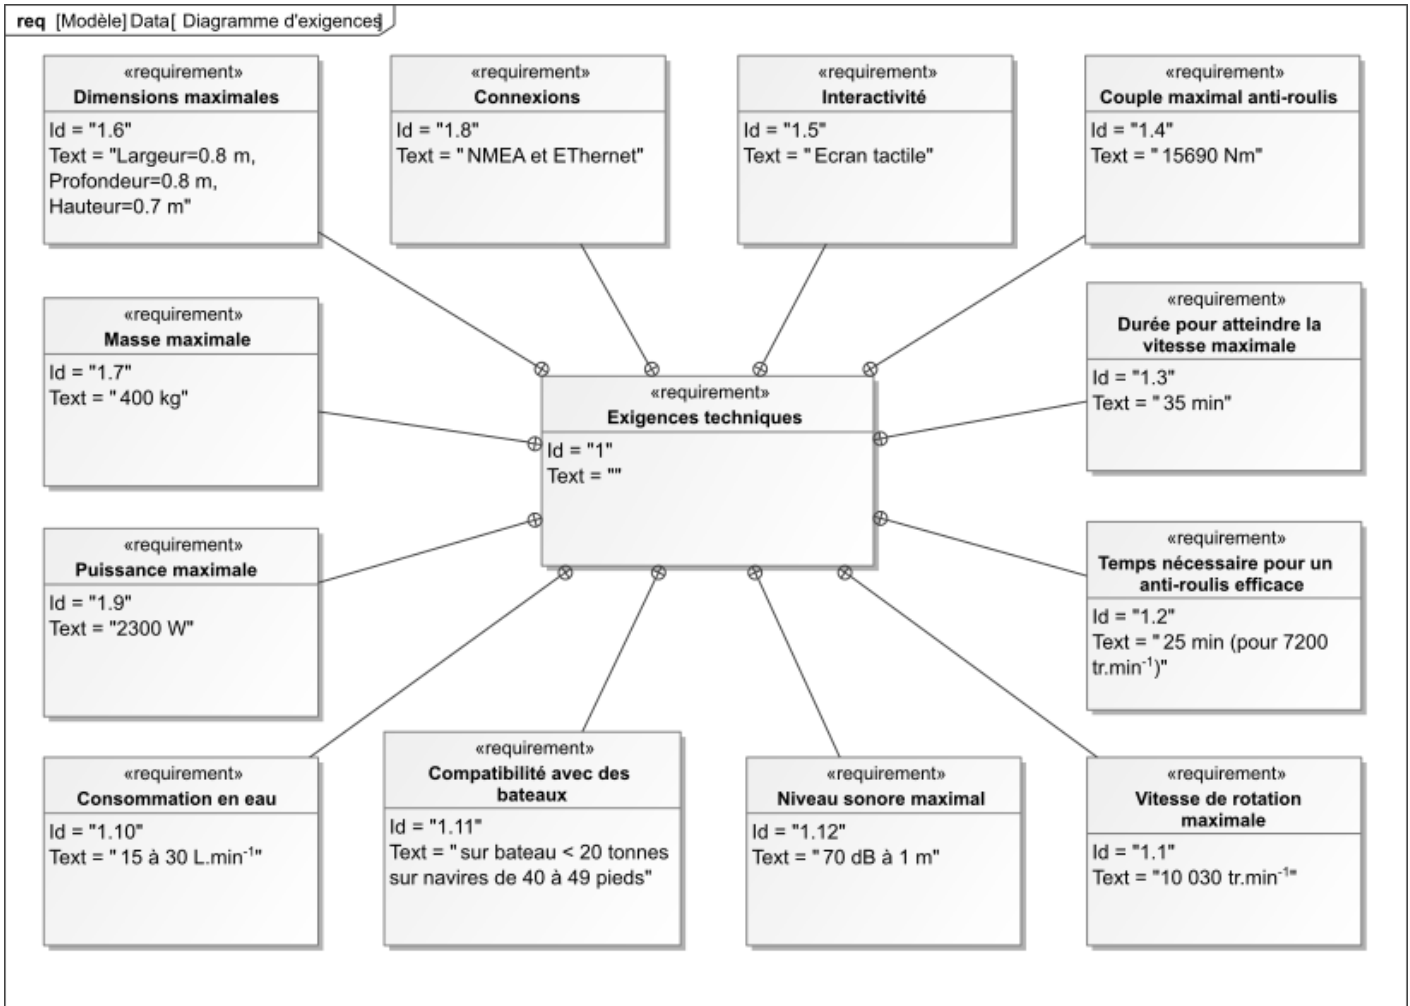 req [Modèle] Data[ Diagramme d'exigences]
«requirement»
Dimensions maximales
Id = "1.6"
Text = "Largeur=0.8 m,
Profondeur=0.8 m,
Hauteur=0.7 m"
«requirement»
Connexions
Id = "1.8"
Text = " NMEA et EThernet"
«requirement»
Interactivité
Id = "1.5"
Text = "Ecran tactile"
«requirement»
Couple maximal anti-roulis
Id = "1.4"
Text = " 15690 Nm"
«requirement»
Masse maximale
Id = "1.7"
Text = " 400 kg"
«requirement»
Durée pour atteindre la
vitesse maximale
Id = "1.3"
Text = " 35 min"
«requirement»
Exigences techniques
Id = "1"
Text = ""
«requirement»
Puissance maximale
Id = "1.9"
Text = "2300 W"
«requirement»
Temps nécessaire pour un
anti-roulis efficace
Id = "1.2"
Text = " 25 min (pour 7200
tr.min⁻¹)"
«requirement»
Consommation en eau
Id = "1.10"
Text = " 15 à 30 L.min⁻¹"
«requirement»
Compatibilité avec des
bateaux
Id = "1.11"
Text = " sur bateau < 20 tonnes
sur navires de 40 à 49 pieds"
«requirement»
Niveau sonore maximal
Id = "1.12"
Text = " 70 dB à 1 m"
«requirement»
Vitesse de rotation
maximale
Id = "1.1"
Text = "10 030 tr.min⁻¹"